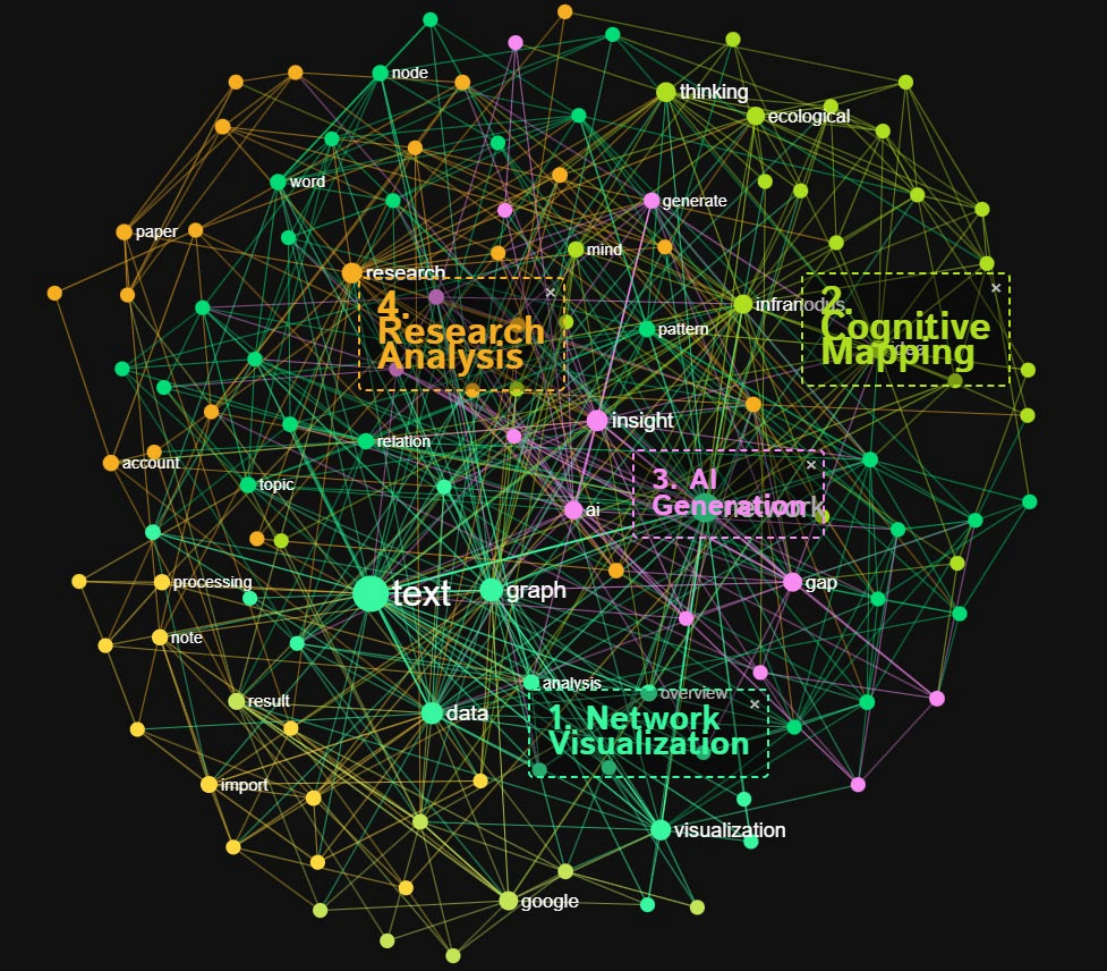 node
thinking
ecological
word
generate
paper
mind
research
4.
Research
Analysis
×
infranodus
2.
Cognitive
Mapping
×
idea
pattern
insight
relation
account
topic
3. AI
Generation
×
network
ai
processing
text
graph
gap
note
analysis
overview
result
data
1. Network
Visualization
×
import
visualization
google